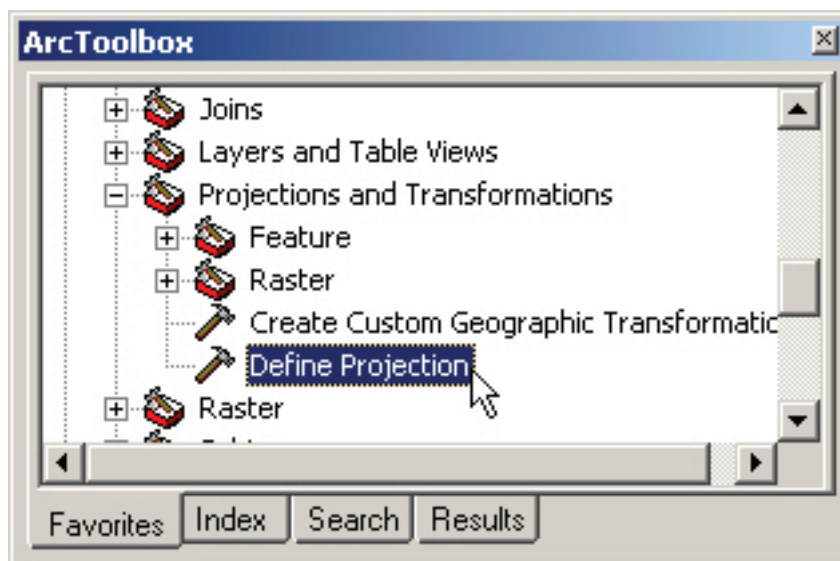 ArcToolbox
Joins
Layers and Table Views
Projections and Transformations
Feature
Raster
Create Custom Geographic Transformatic
Define Projection
Raster
Favorites Index Search Results